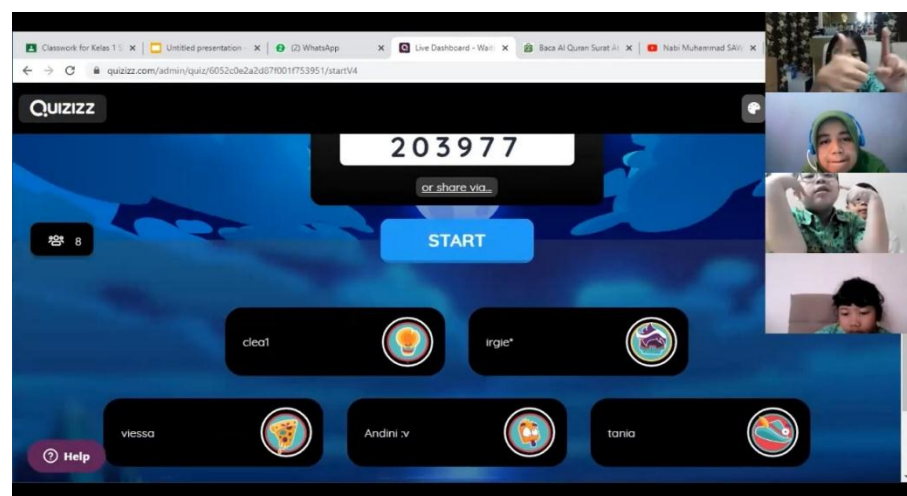 Classwork for Kelas 1 S
Untitled presentation -
(2) WhatsApp
Live Dashboard - Wait
Baca Al Quran Surat Al
Nabi Muhammad SAW
quizizz.com/admin/quiz/6052c0e2a2d87f001f753951/startV4
QUIZIZZ
203977
or share via...
8
START
clea1
irgie*
viessa
Andini :v
tania
Help